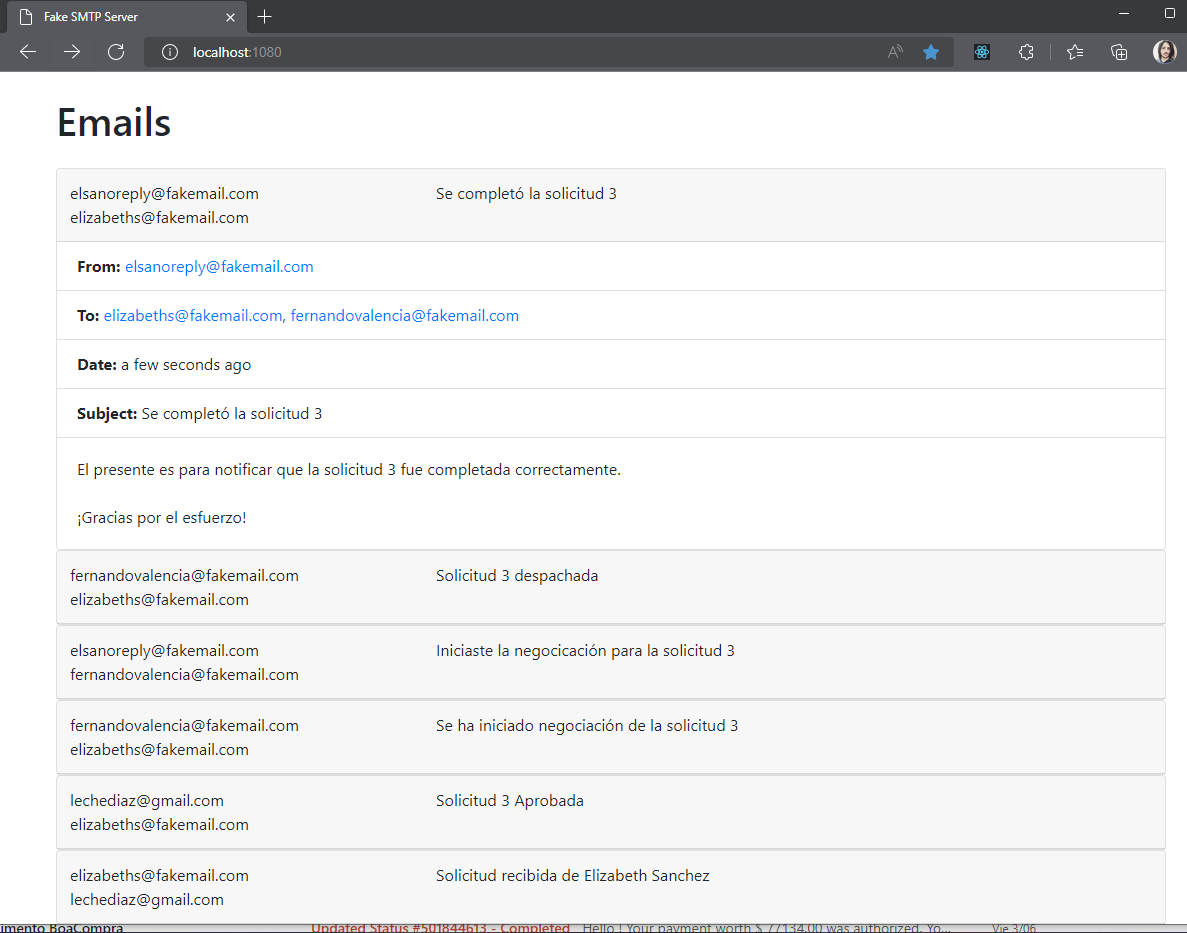 Fake SMTP Server
localhost:1080
Emails
elsanoreply@fakemail.com Se completó la solicitud 3
elizabeths@fakemail.com
From: elsanoreply@fakemail.com
To: elizabeths@fakemail.com, fernandovalencia@fakemail.com
Date: a few seconds ago
Subject: Se completó la solicitud 3
El presente es para notificar que la solicitud 3 fue completada correctamente.
¡Gracias por el esfuerzo!
fernandovalencia@fakemail.com Solicitud 3 despachada
elizabeths@fakemail.com
elsanoreply@fakemail.com Iniciaste la negocicación para la solicitud 3
fernandovalencia@fakemail.com
fernandovalencia@fakemail.com Se ha iniciado negociación de la solicitud 3
elizabeths@fakemail.com
lechediaz@gmail.com Solicitud 3 Aprobada
elizabeths@fakemail.com
elizabeths@fakemail.com Solicitud recibida de Elizabeth Sanchez
lechediaz@gmail.com
imento BoaCompra Updated Status #501844613 - Completed Hello ! Your payment worth $ 77134.00 was authorized. Yo... Vie 3/06